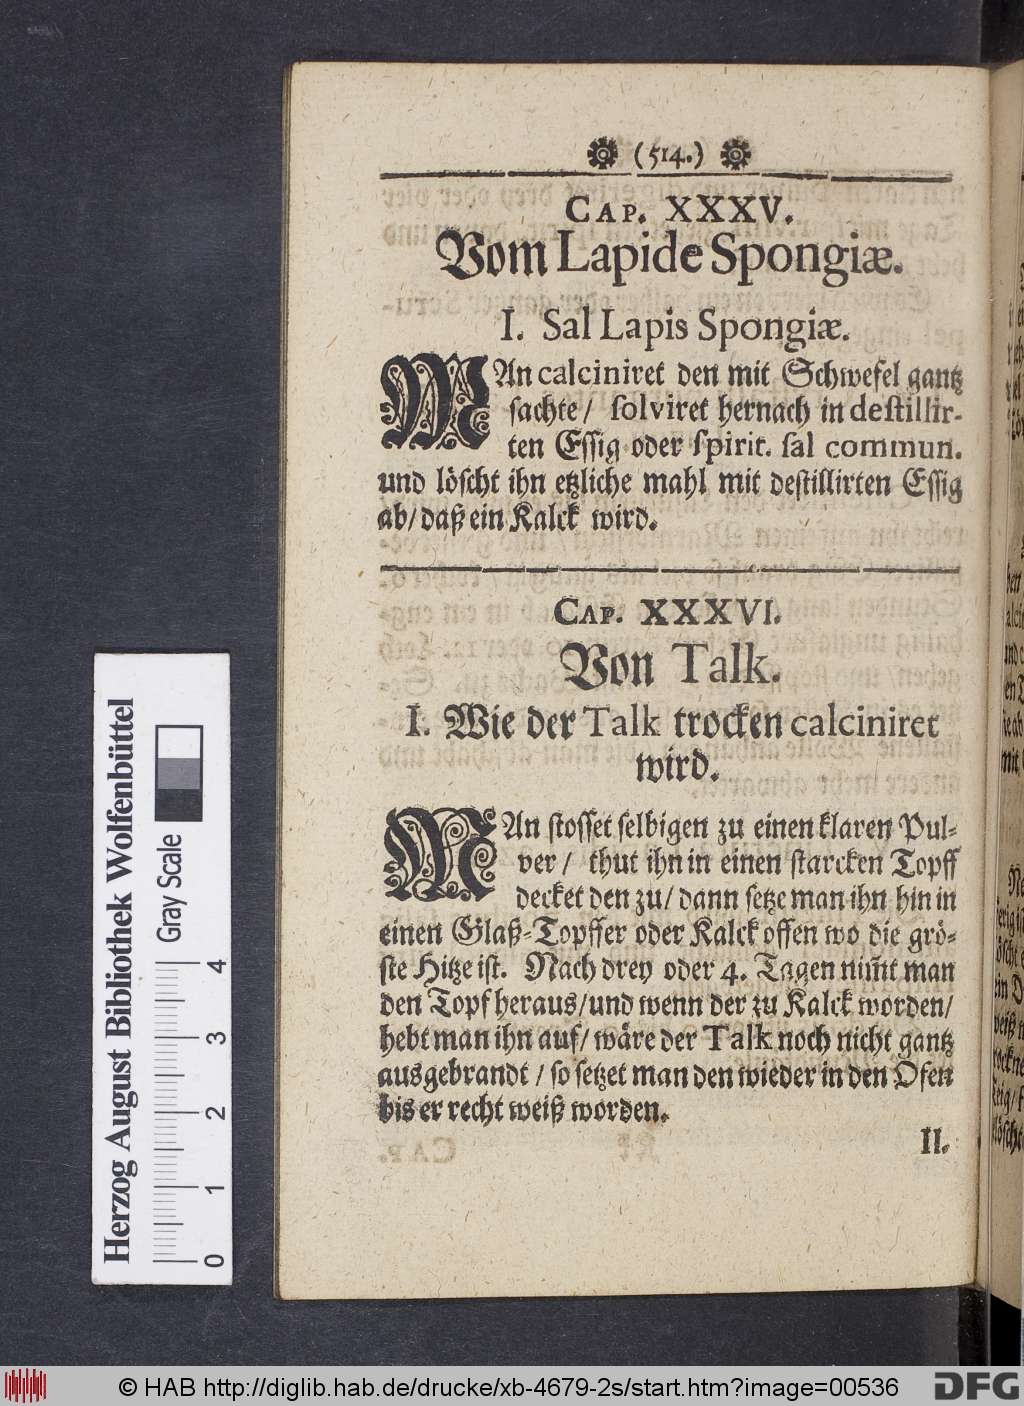 (514.)
CAP. XXXV.
Vom Lapide Spongiæ.
I. Sal Lapis Spongiæ.
MAn calciniret den mit Schwefel gantz
sachte / solviret hernach in destillir-
ten Essig oder spirit. sal commun.
und löscht ihn etzliche mahl mit destillirten Essig
ab/ daß ein Kalck wird.
CAP. XXXVI.
Von Talk.
I. Wie der Talk trocken calciniret
wird.
MAn stosset selbigen zu einen klaren Pul-
ver / thut ihn in einen starcken Topff
decket den zu/ dann setze man ihn hin in
einen Glaß-Topffer oder Kalck offen wo die grö-
ste Hitze ist. Nach drey oder 4. Tagen nim̃t man
den Topf heraus/ und wenn der zu Kalck worden/
hebt man ihn auf/ wäre der Talk noch nicht gantz
ausgebrandt / so setzet man den wieder in den Ofen
bis er recht weiß worden.
II.
Herzog August Bibliothek Wolfenbüttel
Gray Scale
0 1 2 3 4
© HAB http://diglib.hab.de/drucke/xb-4679-2s/start.htm?image=00536
DFG